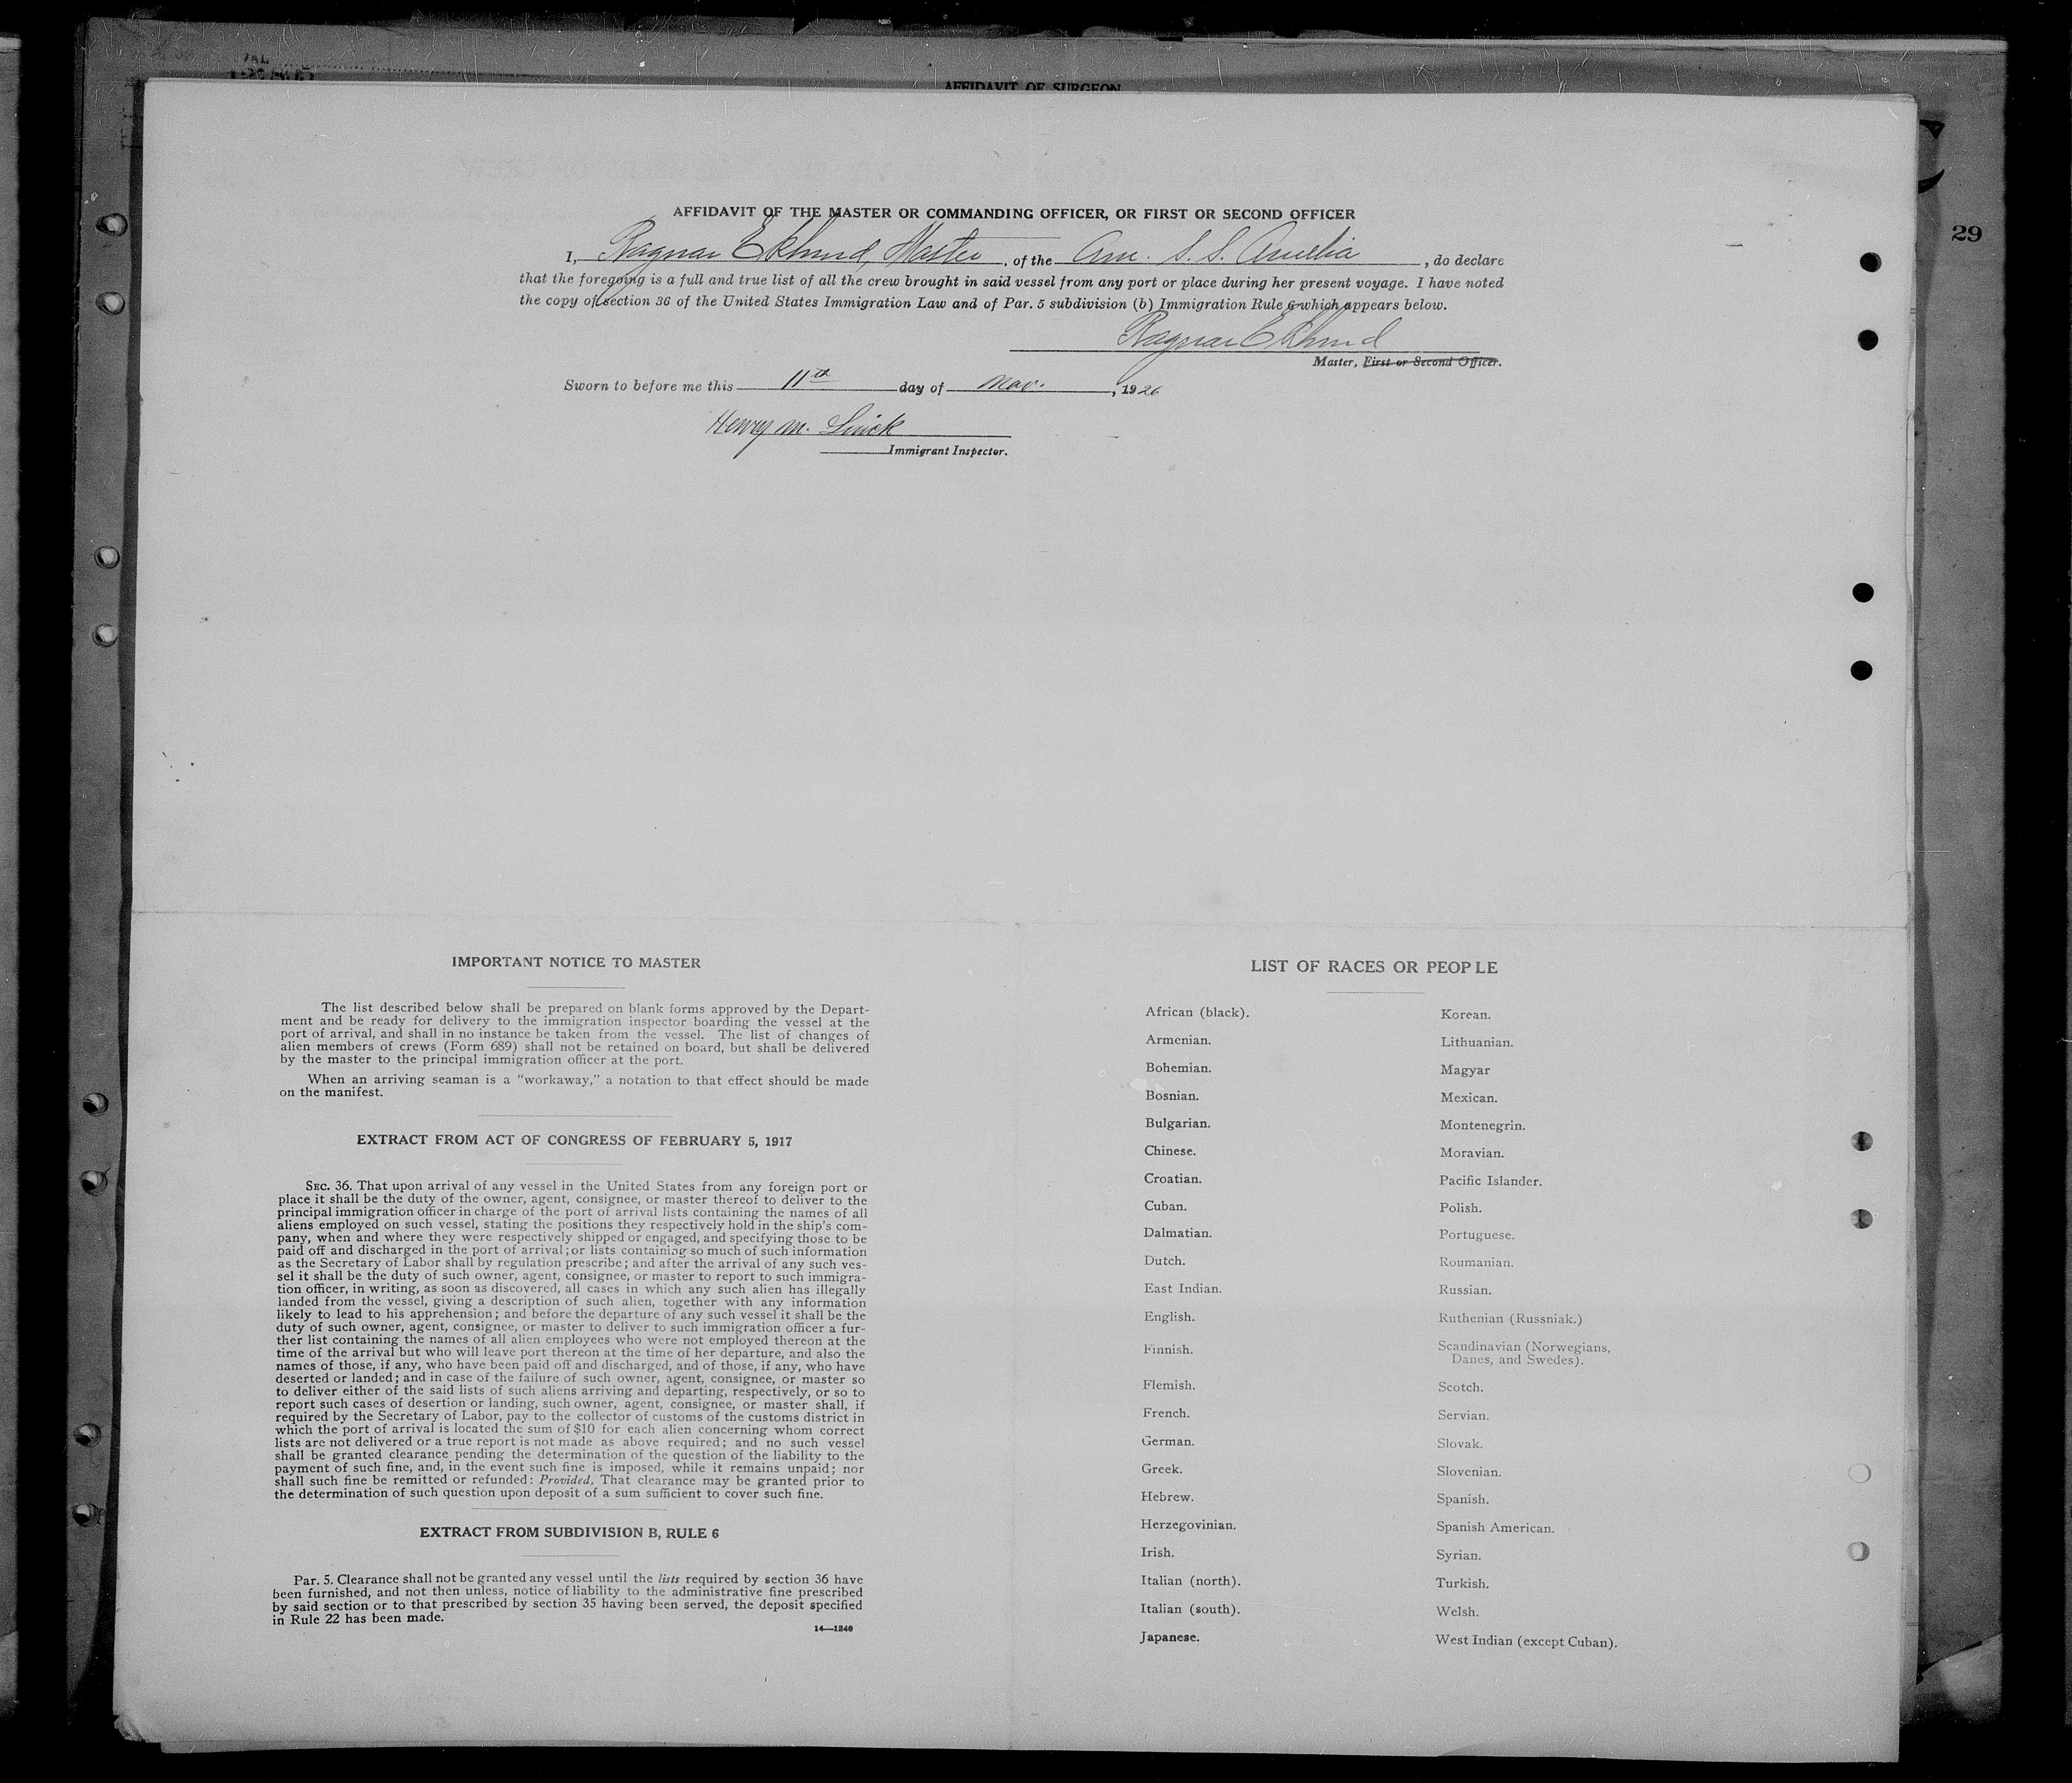 AFFIDAVIT OF SURGEON
29
AFFIDAVIT OF THE MASTER OR COMMANDING OFFICER, OR FIRST OR SECOND OFFICER
I, Ragnar Eklund, Master, of the Am. S. S. Amelia, do declare
that the foregoing is a full and true list of all the crew brought in said vessel from any port or place during her present voyage. I have noted
the copy of section 36 of the United States Immigration Law and of Par. 5 subdivision (b) Immigration Rule 6 which appears below.
Ragnar Eklund
Master, First or Second Officer.
Sworn to before me this 11th day of Mar. , 1926
Henry M.
Immigrant Inspector.
IMPORTANT NOTICE TO MASTER
The list described below shall be prepared on blank forms approved by the Depart-
ment and be ready for delivery to the immigration inspector boarding the vessel at the
port of arrival, and shall in no instance be taken from the vessel. The list of changes of
alien members of crews (Form 689) shall not be retained on board, but shall be delivered
by the master to the principal immigration officer at the port.
When an arriving seaman is a "workaway," a notation to that effect should be made
on the manifest.
EXTRACT FROM ACT OF CONGRESS OF FEBRUARY 5, 1917
SEC. 36. That upon arrival of any vessel in the United States from any foreign port or
place it shall be the duty of the owner, agent, consignee, or master thereof to deliver to the
principal immigration officer in charge of the port of arrival lists containing the names of all
aliens employed on such vessel, stating the positions they respectively hold in the ship's com-
pany, when and where they were respectively shipped or engaged, and specifying those to be
paid off and discharged in the port of arrival; or lists containing so much of such information
as the Secretary of Labor shall by regulation prescribe; and after the arrival of any such ves-
sel it shall be the duty of such owner, agent, consignee, or master to report to such immigra-
tion officer, in writing, as soon as discovered, all cases in which any such alien has illegally
landed from the vessel, giving a description of such alien, together with any information
likely to lead to his apprehension; and before the departure of any such vessel it shall be the
duty of such owner, agent, consignee, or master to deliver to such immigration officer a fur-
ther list containing the names of all alien employees who were not employed thereon at the
time of the arrival but who will leave port thereon at the time of her departure, and also the
names of those, if any, who have been paid off and discharged, and of those, if any, who have
deserted or landed; and in case of the failure of such owner, agent, consignee, or master so
to deliver either of the said lists of such aliens arriving and departing, respectively, or so to
report such cases of desertion or landing, such owner, agent, consignee, or master shall, if
required by the Secretary of Labor, pay to the collector of customs of the customs district in
which the port of arrival is located the sum of $10 for each alien concerning whom correct
lists are not delivered or a true report is not made as above required; and no such vessel
shall be granted clearance pending the determination of the question of the liability to the
payment of such fine, and, in the event such fine is imposed, while it remains unpaid; nor
shall such fine be remitted or refunded: Provided, That clearance may be granted prior to
the determination of such question upon deposit of a sum sufficient to cover such fine.
EXTRACT FROM SUBDIVISION B, RULE 6
Par. 5. Clearance shall not be granted any vessel until the lists required by section 36 have
been furnished, and not then unless, notice of liability to the administrative fine prescribed
by said section or to that prescribed by section 35 having been served, the deposit specified
in Rule 22 has been made.
14—1240
LIST OF RACES OR PEOPLE
African (black).
Armenian.
Bohemian.
Bosnian.
Bulgarian.
Chinese.
Croatian.
Cuban.
Dalmatian.
Dutch.
East Indian.
English.
Finnish.
Flemish.
French.
German.
Greek.
Hebrew.
Herzegovinian.
Irish.
Italian (north).
Italian (south).
Japanese.
Korean.
Lithuanian.
Magyar
Mexican.
Montenegrin.
Moravian.
Pacific Islander.
Polish.
Portuguese.
Roumanian.
Russian.
Ruthenian (Russniak.)
Scandinavian (Norwegians,
Danes, and Swedes).
Scotch.
Servian.
Slovak.
Slovenian.
Spanish.
Spanish American.
Syrian.
Turkish.
Welsh.
West Indian (except Cuban).